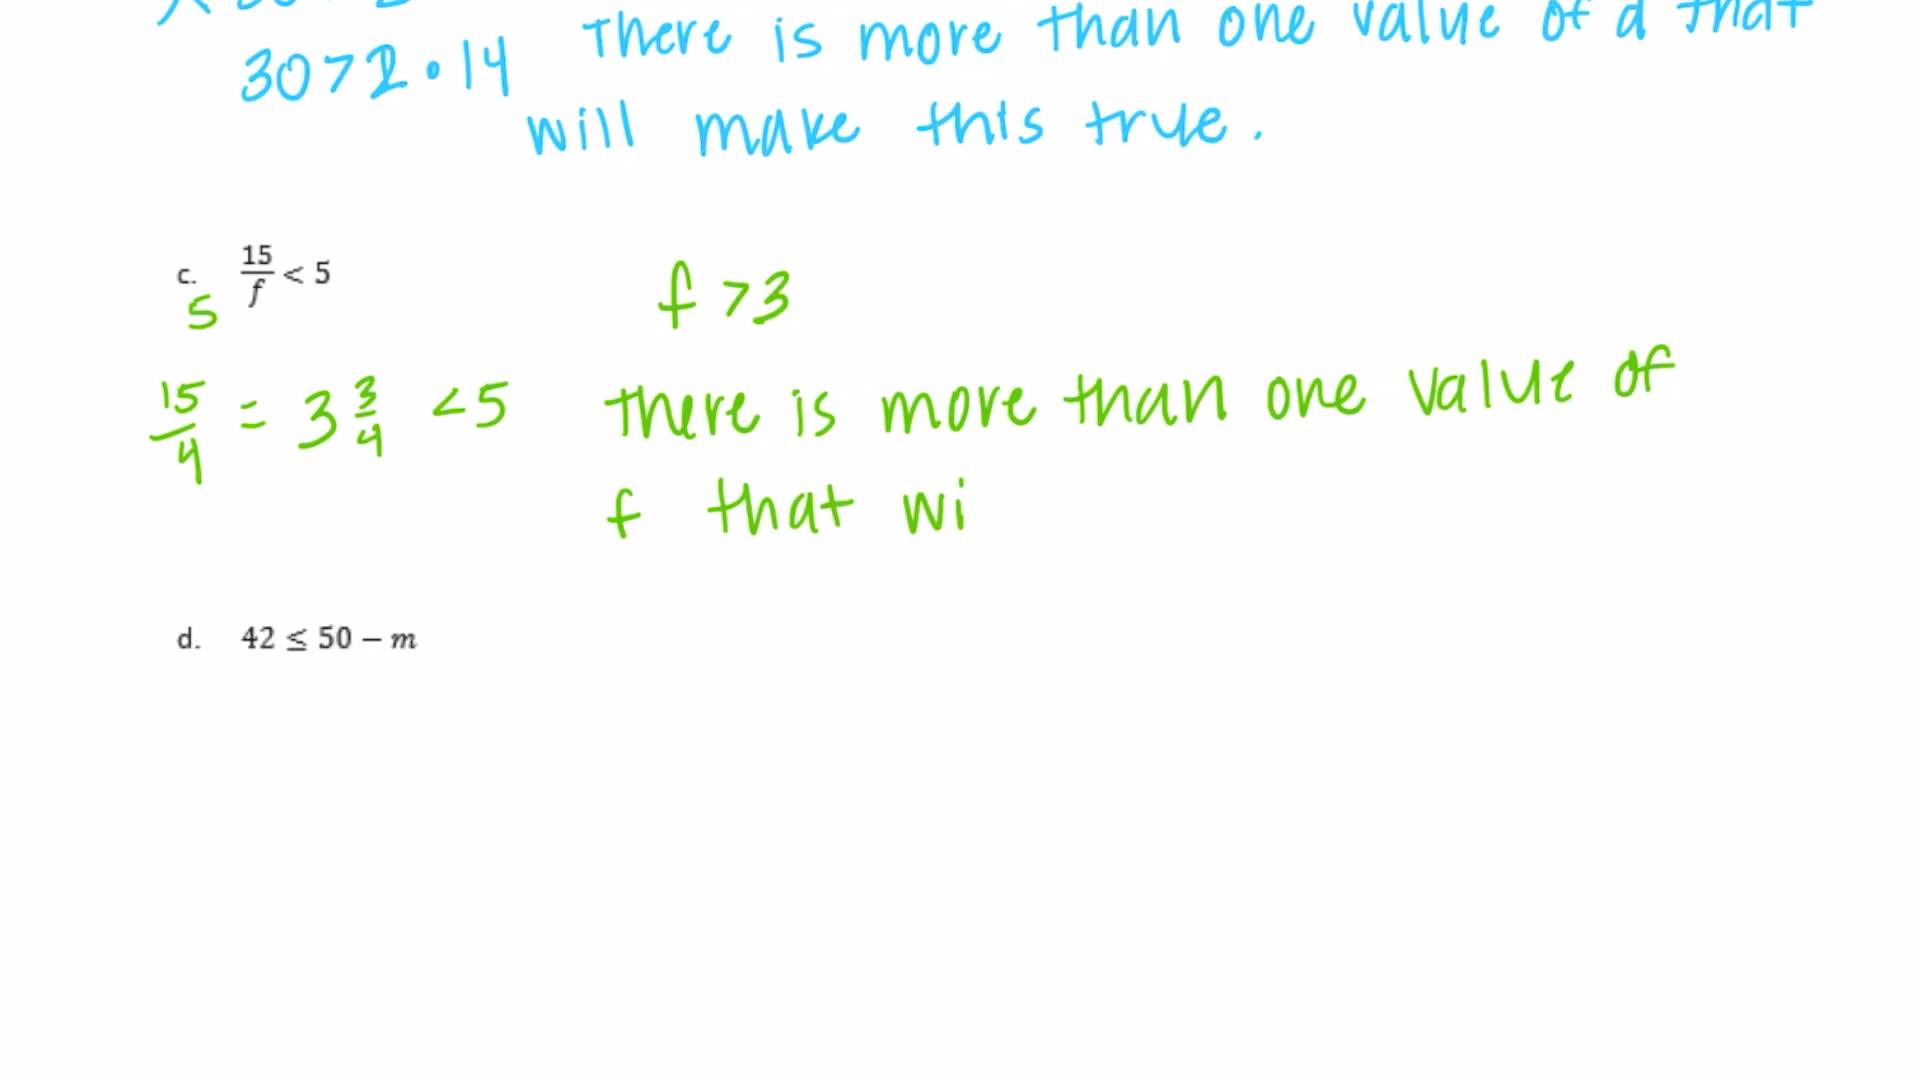 30>2•14 There is more than one value of d that
will make this true.
c. 15/f < 5 f >3
5
15/4 = 3 3/4 <5 there is more than one value of
f that wi
d. 42 ≤ 50 − m